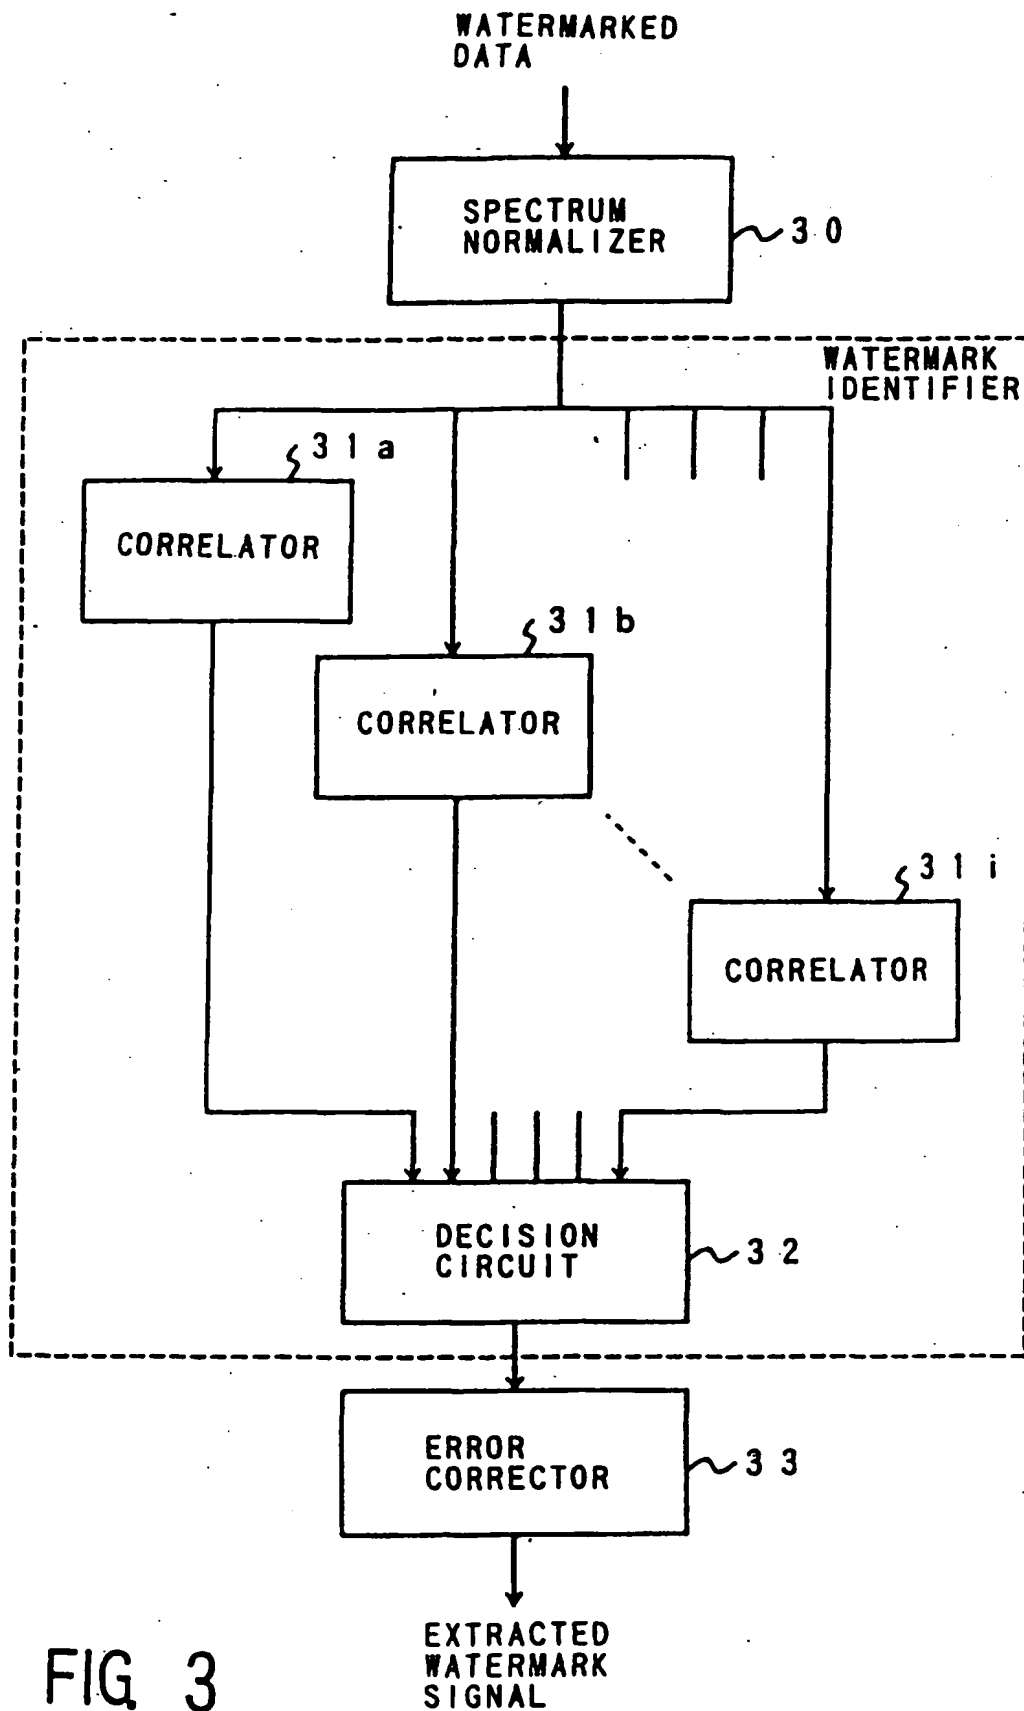 WATERMARKED
DATA
SPECTRUM
NORMALIZER
30
WATERMARK
IDENTIFIER
31a
CORRELATOR
31b
CORRELATOR
31i
CORRELATOR
DECISION
CIRCUIT
32
ERROR
CORRECTOR
33
EXTRACTED
WATERMARK
SIGNAL
FIG. 3